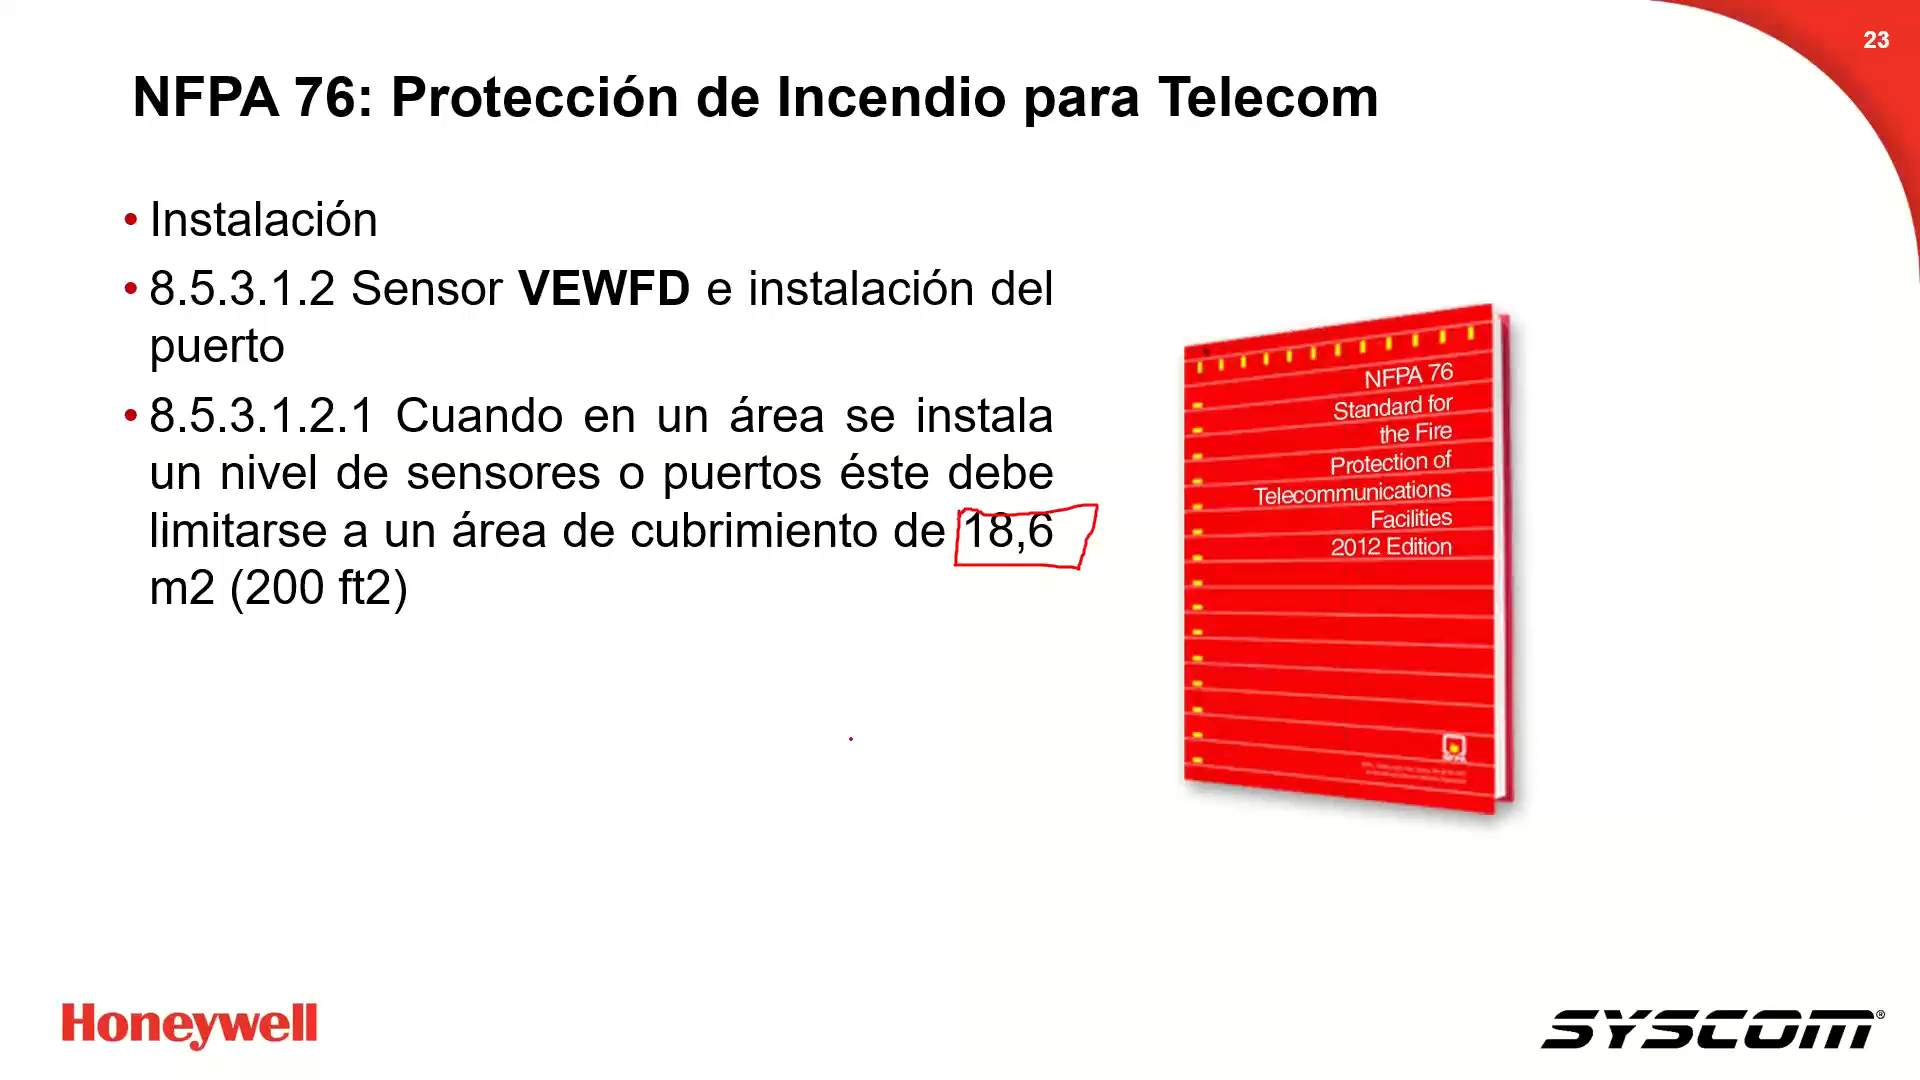 23
NFPA 76: Protección de Incendio para Telecom
• Instalación
• 8.5.3.1.2 Sensor VEWFD e instalación del
puerto
• 8.5.3.1.2.1 Cuando en un área se instala
un nivel de sensores o puertos éste debe
limitarse a un área de cubrimiento de 18,6
m2 (200 ft2)
NFPA 76
Standard for
the Fire
Protection of
Telecommunications
Facilities
2012 Edition
Honeywell
SYSCOM®